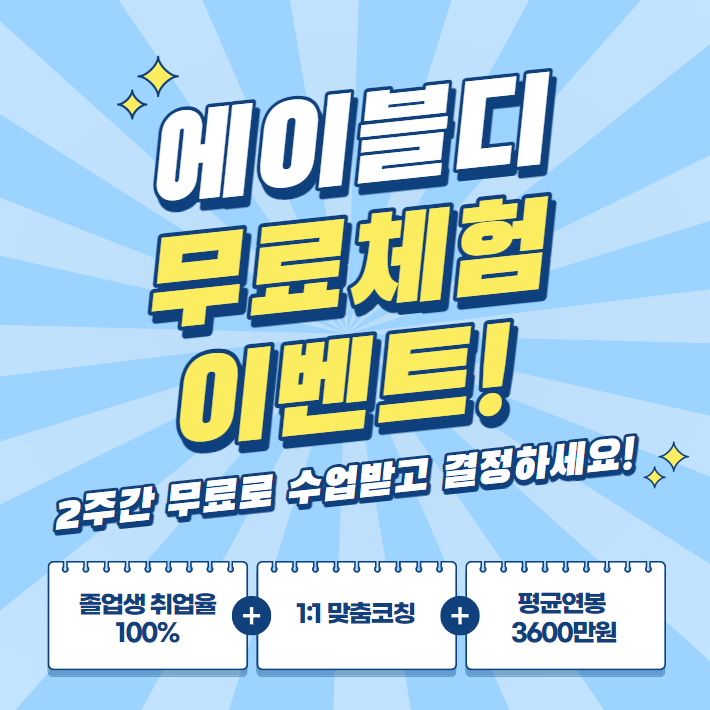 에이블디
무료체험
이벤트!
2주간 무료로 수업받고 결정하세요!
졸업생 취업율
100%
+
1:1 맞춤코칭
+
평균연봉
3600만원